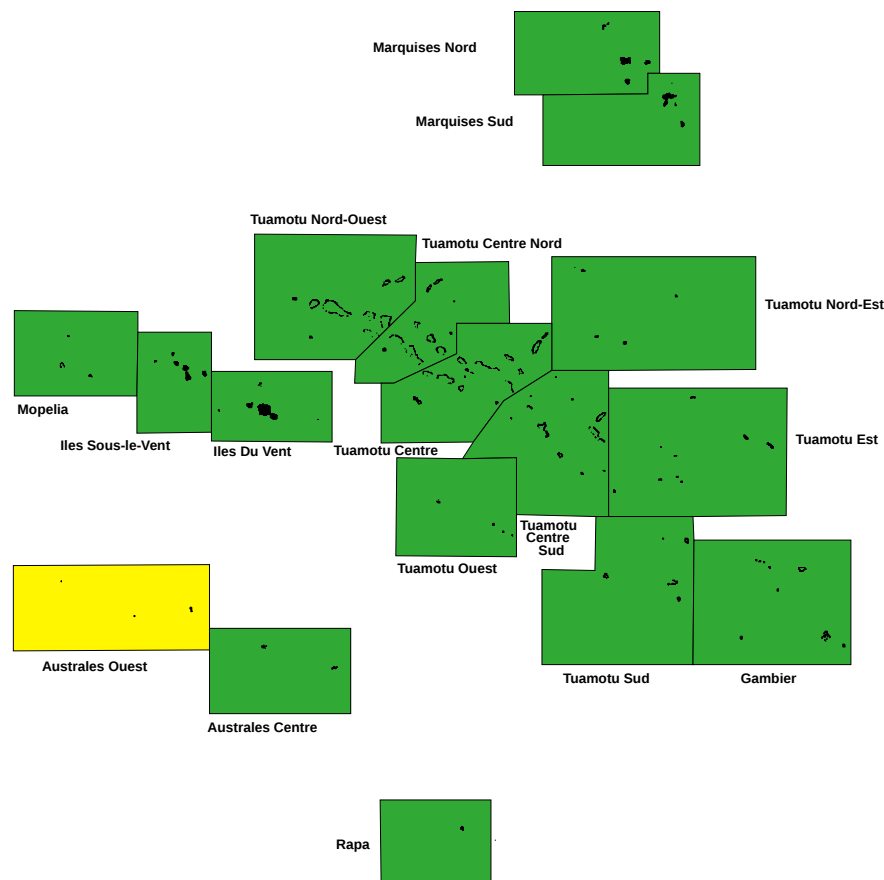 Marquises Nord
Marquises Sud
Tuamotu Nord-Ouest
Tuamotu Centre Nord
Tuamotu Nord-Est
Mopelia
Iles Sous-le-Vent
Iles Du Vent
Tuamotu Centre
Tuamotu Est
Tuamotu
Centre
Sud
Tuamotu Ouest
Australes Ouest
Tuamotu Sud
Gambier
Australes Centre
Rapa